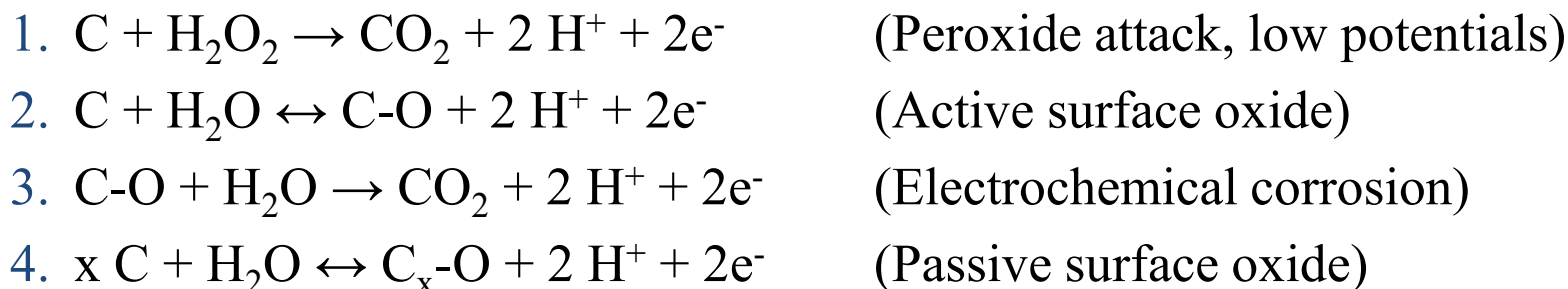 1. C + H₂O₂ → CO₂ + 2 H⁺ + 2e⁻ (Peroxide attack, low potentials)
2. C + H₂O ↔ C-O + 2 H⁺ + 2e⁻ (Active surface oxide)
3. C-O + H₂O → CO₂ + 2 H⁺ + 2e⁻ (Electrochemical corrosion)
4. x C + H₂O ↔ Cₓ-O + 2 H⁺ + 2e⁻ (Passive surface oxide)